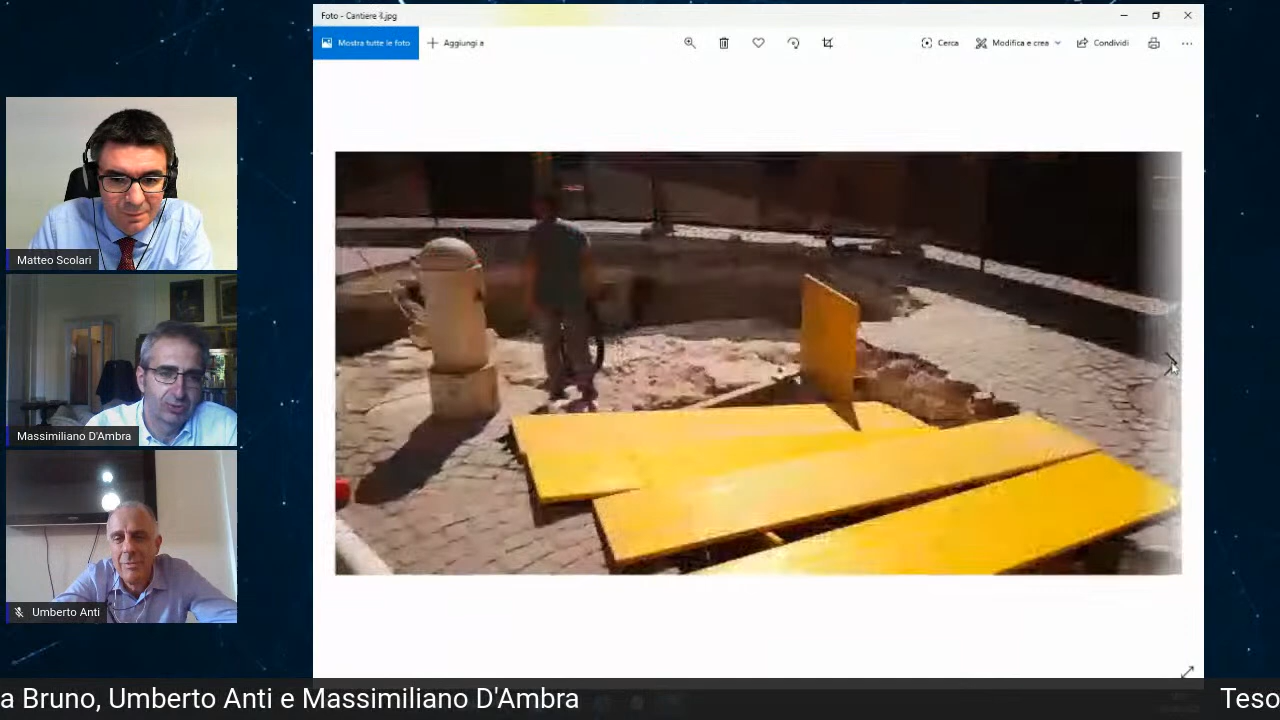 Foto - Cantiere 3.jpg
Mostra tutte le foto
Aggiungi a
Cerca
Modifica e crea
Condividi
Matteo Scolari
Massimiliano D'Ambra
Umberto Anti
a Bruno, Umberto Anti e Massimiliano D'Ambra
Teso